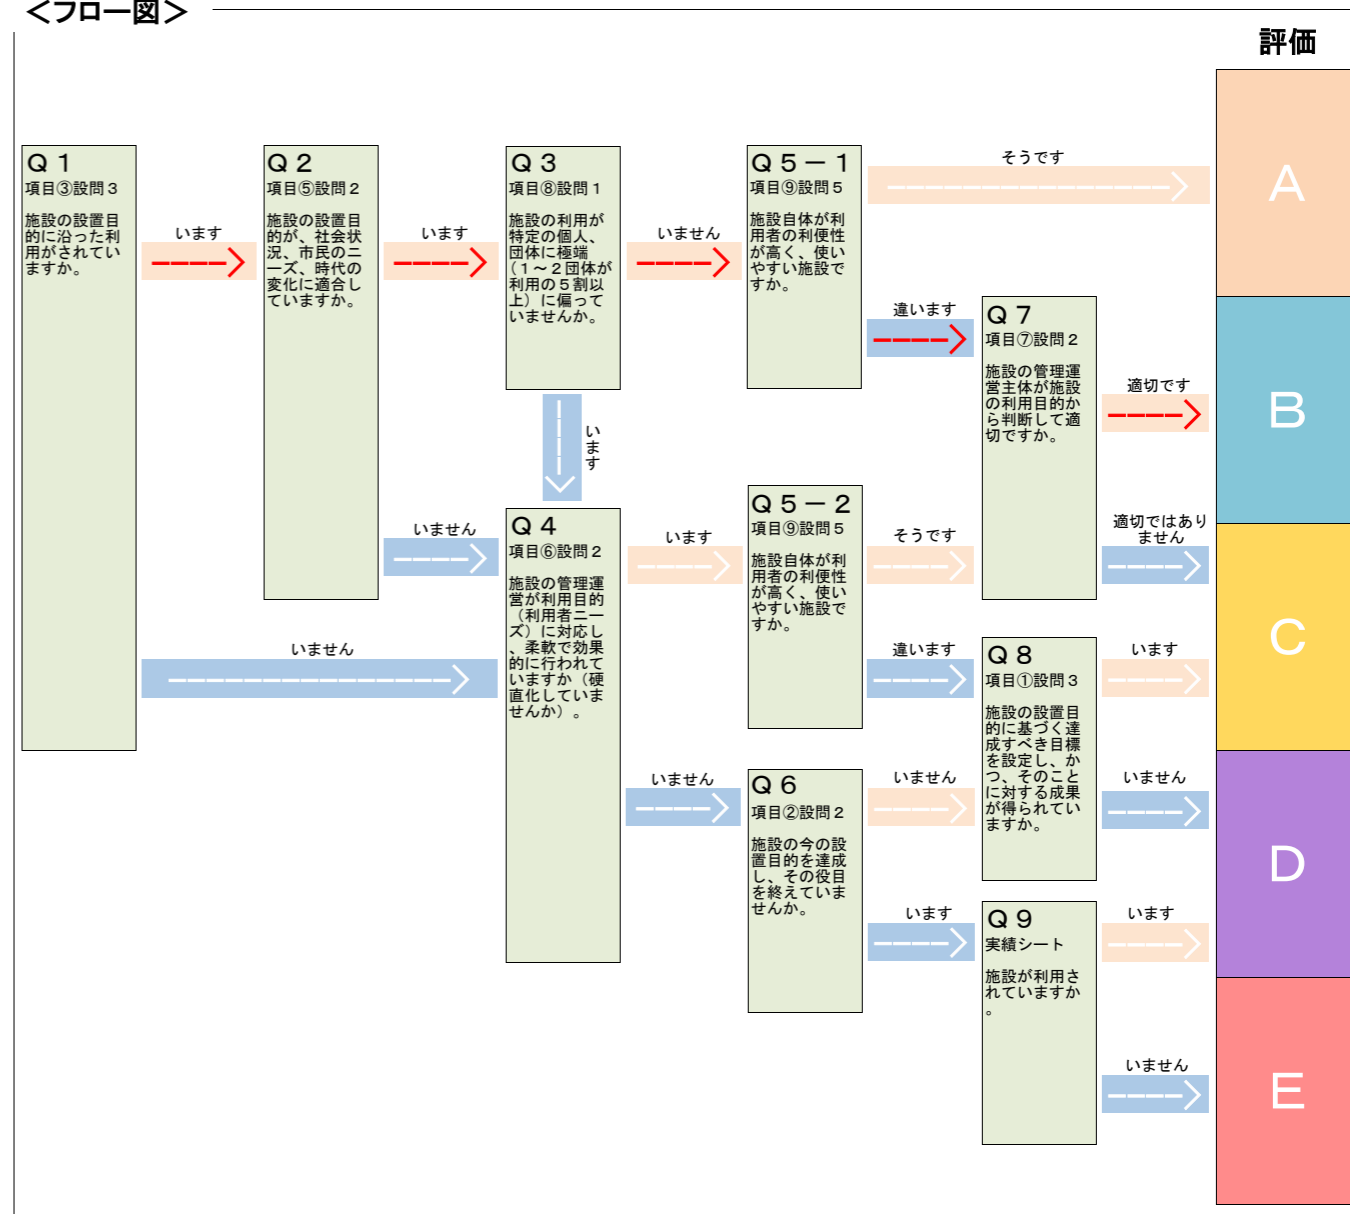 ＜フロー図＞
評価
Ｑ１
項目③設問３
施設の設置目
的に沿った利
用がされてい
ますか。
います
いません
Ｑ２
項目⑤設問２
施設の設置目
的が、社会状
況、市民のニ
ーズ、時代の
変化に適合し
ていますか。
います
いません
Ｑ３
項目⑧設問１
施設の利用が
特定の個人、
団体に極端
（１～２団体が
利用の５割以
上）に偏って
いませんか。
いません
います
Ｑ４
項目⑥設問２
施設の管理運
営が利用目的
（利用者ニー
ズ）に対応し
、柔軟で効果
的に行われて
いますか（硬
直化していま
せんか）。
います
いません
Ｑ５－１
項目⑨設問５
施設自体が利
用者の利便性
が高く、使い
やすい施設で
すか。
そうです
違います
Ｑ５－２
項目⑨設問５
施設自体が利
用者の利便性
が高く、使い
やすい施設で
すか。
そうです
違います
Ｑ６
項目②設問２
施設の今の設
置目的を達成
し、その役目
を終えていま
せんか。
いません
います
Ｑ７
項目⑦設問２
施設の管理運
営主体が施設
の利用目的か
ら判断して適
切ですか。
適切です
適切ではあり
ません
Ｑ８
項目①設問３
施設の設置目
的に基づく達
成すべき目標
を設定し、か
つ、そのこと
に対する成果
が得られてい
ますか。
います
いません
Ｑ９
実績シート
施設が利用さ
れていますか
。
います
いません
Ａ
Ｂ
Ｃ
Ｄ
Ｅ